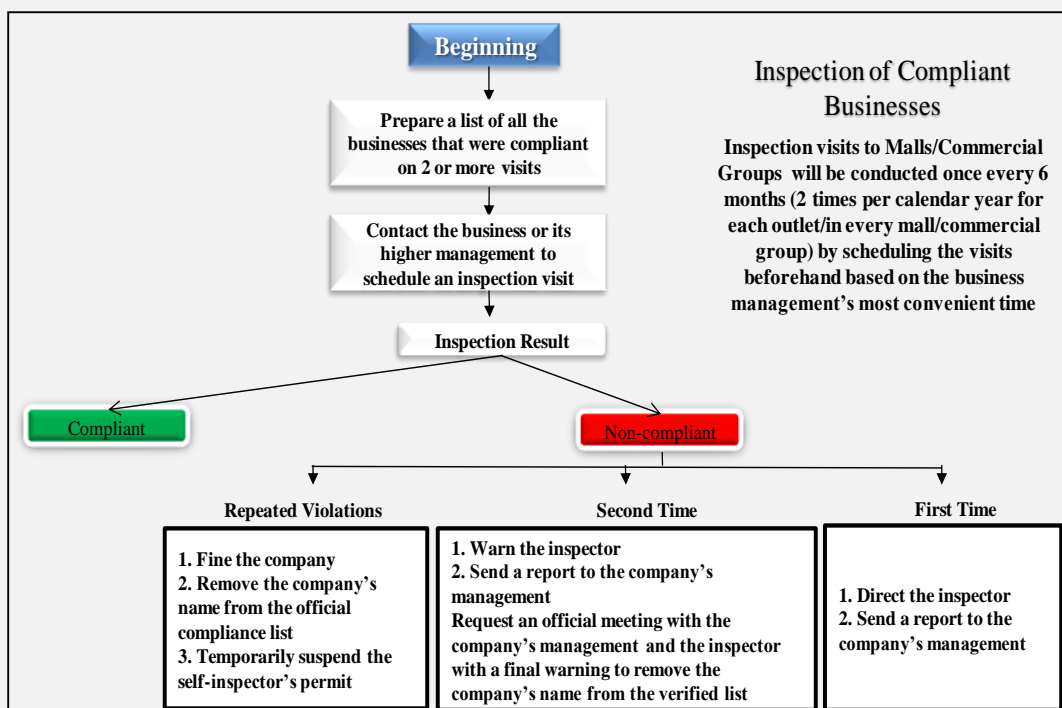 Beginning
Inspection of Compliant
Businesses
Inspection visits to Malls/Commercial
Groups will be conducted once every 6
months (2 times per calendar year for
each outlet/in every mall/commercial
group) by scheduling the visits
beforehand based on the business
management's most convenient time
Prepare a list of all the
businesses that were compliant
on 2 or more visits
Contact the business or its
higher management to
schedule an inspection visit
Inspection Result
Compliant
Non-compliant
Repeated Violations
1. Fine the company
2. Remove the company's
name from the official
compliance list
3. Temporarily suspend the
self-inspector's permit
Second Time
1. Warn the inspector
2. Send a report to the company's
management
Request an official meeting with the
company's management and the inspector
with a final warning to remove the
company's name from the verified list
First Time
1. Direct the inspector
2. Send a report to the
company's management